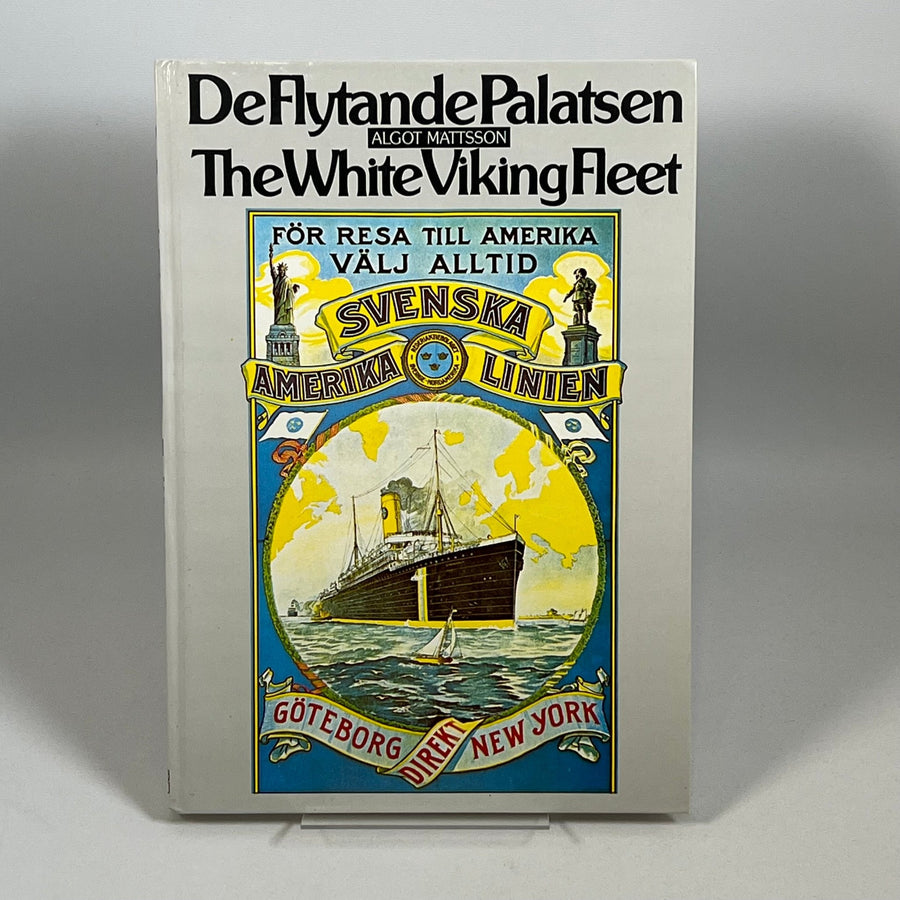 De Flytande Palatsen
ALGOT MATTSSON
The White Viking Fleet
FÖR RESA TILL AMERIKA
VÄLJ ALLTID
SVENSKA
AMERIKA LINIEN
GÖTEBORG DIREKT NEW YORK